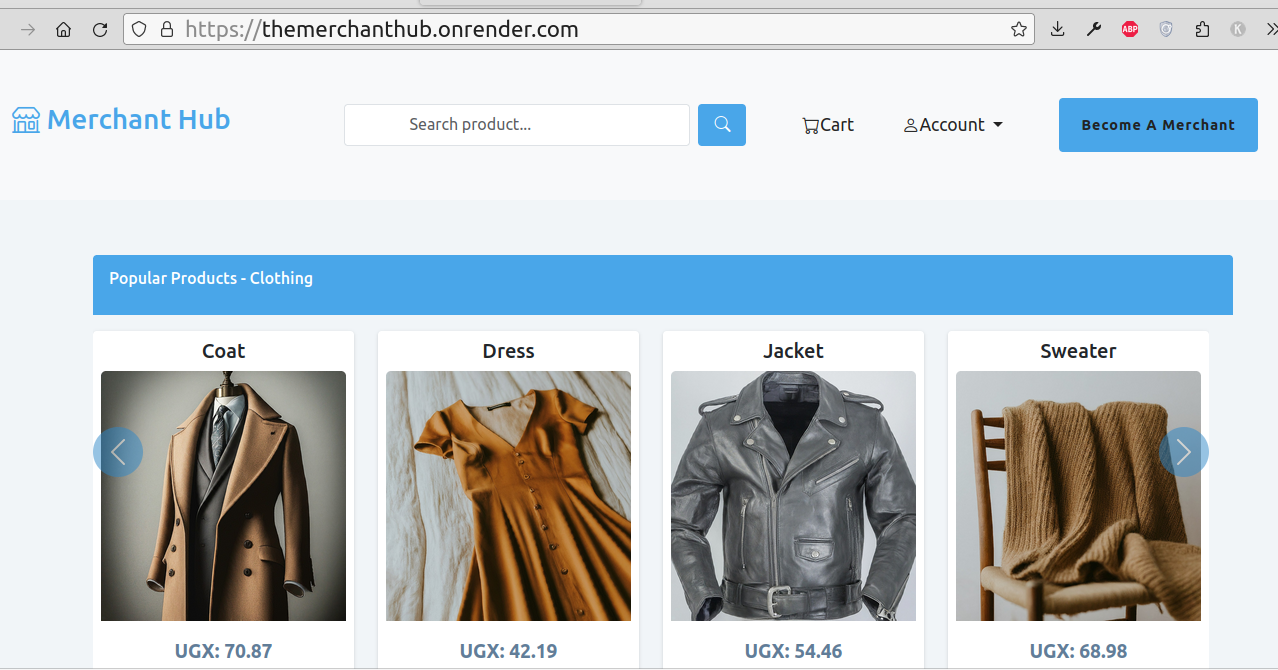 https://themerchanthub.onrender.com
ABP
K
Merchant Hub
Search product...
Cart
Account
Become A Merchant
Popular Products - Clothing
Coat
Dress
Jacket
Sweater
UGX: 70.87
UGX: 42.19
UGX: 54.46
UGX: 68.98